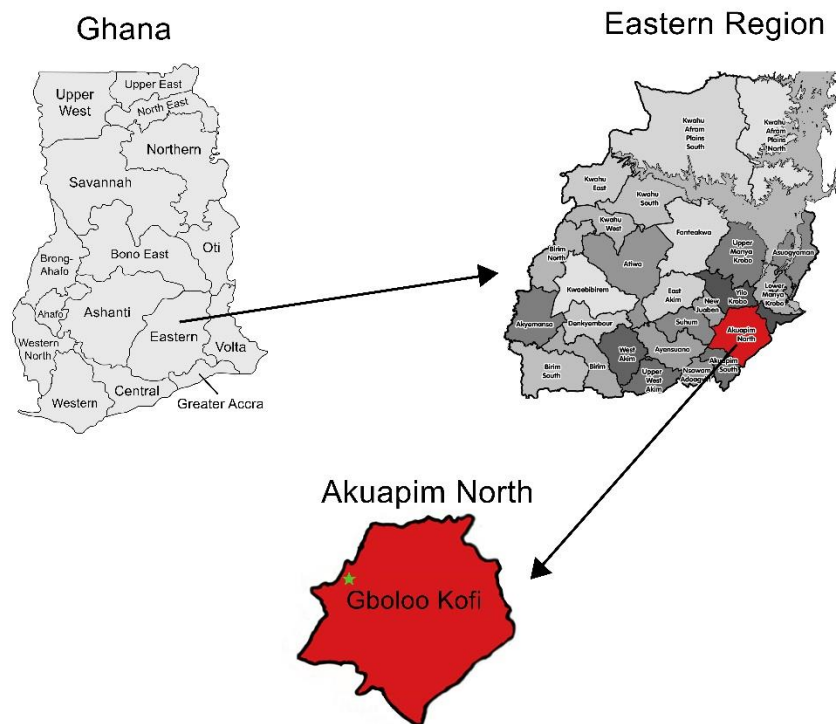 Ghana
Eastern Region
Upper
West
Upper East
North East
Northern
Savannah
Bono East
Oti
Brong-
Ahafo
Ahafo
Ashanti
Eastern
Western
North
Volta
Central
Western
Greater Accra
Kwahu
Afram
Plains
South
Kwahu
Afram
Plains
North
Kwahu
East
Kwahu
South
Kwahu
West
Fanteakwa
Birim
North
Atiwa
Upper
Manya
Krobo
Asuogyaman
Kwaebibirem
East
Akim
New
Juaben
Yilo
Krobo
Lower
Manya
Krobo
Akyemansa
Denkyembour
Suhum
Akuapim
North
West
Akim
Ayensuano
Akuapim
South
Birim
South
Birim
Upper
West
Akim
Nsawam
Adoagyiri
Akuapim North
Gboloo Kofi